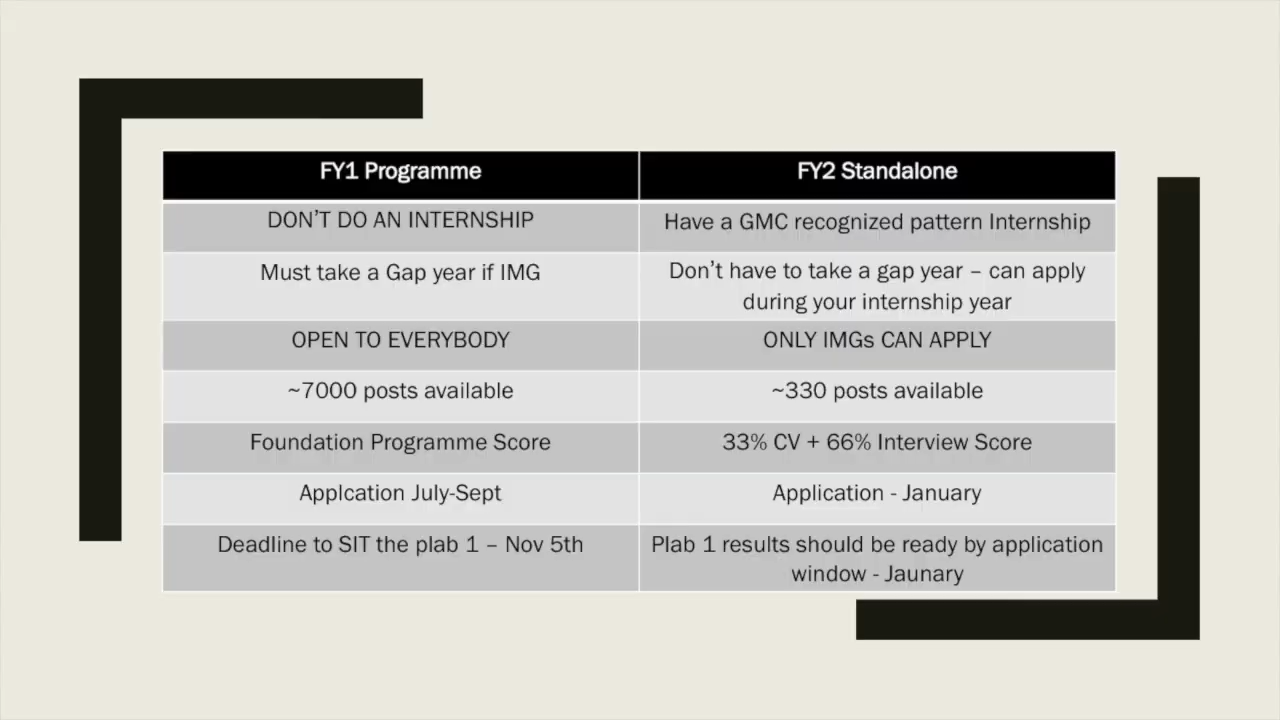 FY1 Programme
FY2 Standalone
DON'T DO AN INTERNSHIP
Have a GMC recognized pattern Internship
Must take a Gap year if IMG
Don't have to take a gap year – can apply
during your internship year
OPEN TO EVERYBODY
ONLY IMGs CAN APPLY
~7000 posts available
~330 posts available
Foundation Programme Score
33% CV + 66% Interview Score
Applcation July-Sept
Application - January
Deadline to SIT the plab 1 – Nov 5th
Plab 1 results should be ready by application
window - Jaunary